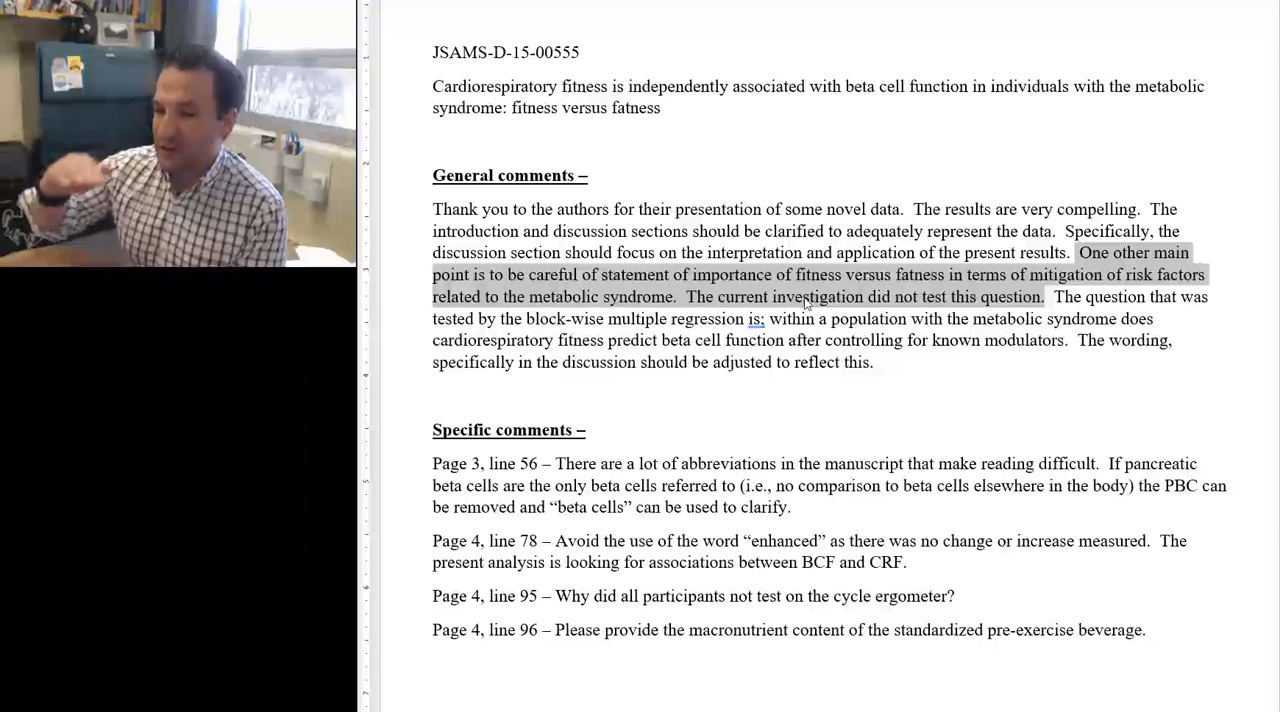 JSAMS-D-15-00555
Cardiorespiratory fitness is independently associated with beta cell function in individuals with the metabolic
syndrome: fitness versus fatness
General comments –
Thank you to the authors for their presentation of some novel data.  The results are very compelling.  The
introduction and discussion sections should be clarified to adequately represent the data.  Specifically, the
discussion section should focus on the interpretation and application of the present results.  One other main
point is to be careful of statement of importance of fitness versus fatness in terms of mitigation of risk factors
related to the metabolic syndrome.  The current investigation did not test this question.  The question that was
tested by the block-wise multiple regression is; within a population with the metabolic syndrome does
cardiorespiratory fitness predict beta cell function after controlling for known modulators.  The wording,
specifically in the discussion should be adjusted to reflect this.
Specific comments –
Page 3, line 56 – There are a lot of abbreviations in the manuscript that make reading difficult.  If pancreatic
beta cells are the only beta cells referred to (i.e., no comparison to beta cells elsewhere in the body) the PBC can
be removed and “beta cells” can be used to clarify.
Page 4, line 78 – Avoid the use of the word “enhanced” as there was no change or increase measured.  The
present analysis is looking for associations between BCF and CRF.
Page 4, line 95 – Why did all participants not test on the cycle ergometer?
Page 4, line 96 – Please provide the macronutrient content of the standardized pre-exercise beverage.